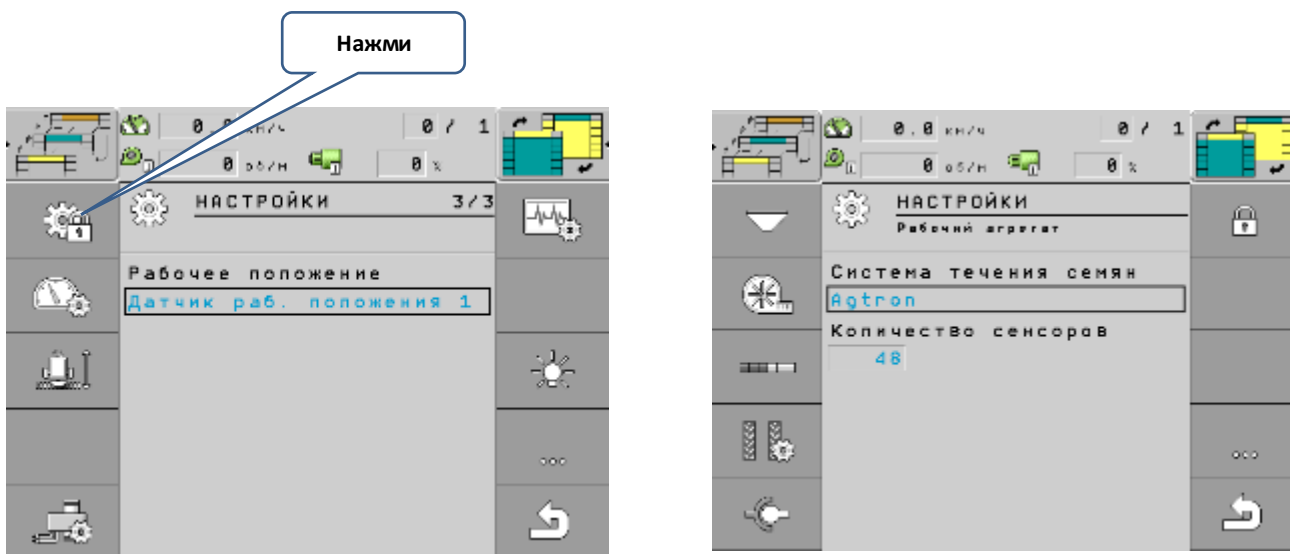 Нажми
0.0 км/ч 0 / 1
0 об/м 0 %
НАСТРОЙКИ 3/3
Рабочее положение
Датчик раб. положения 1
0.0 км/ч 0 / 1
0 об/м 0 %
НАСТРОЙКИ
Рабочий агрегат
Система течения семян
Agtron
Количество сенсоров
48